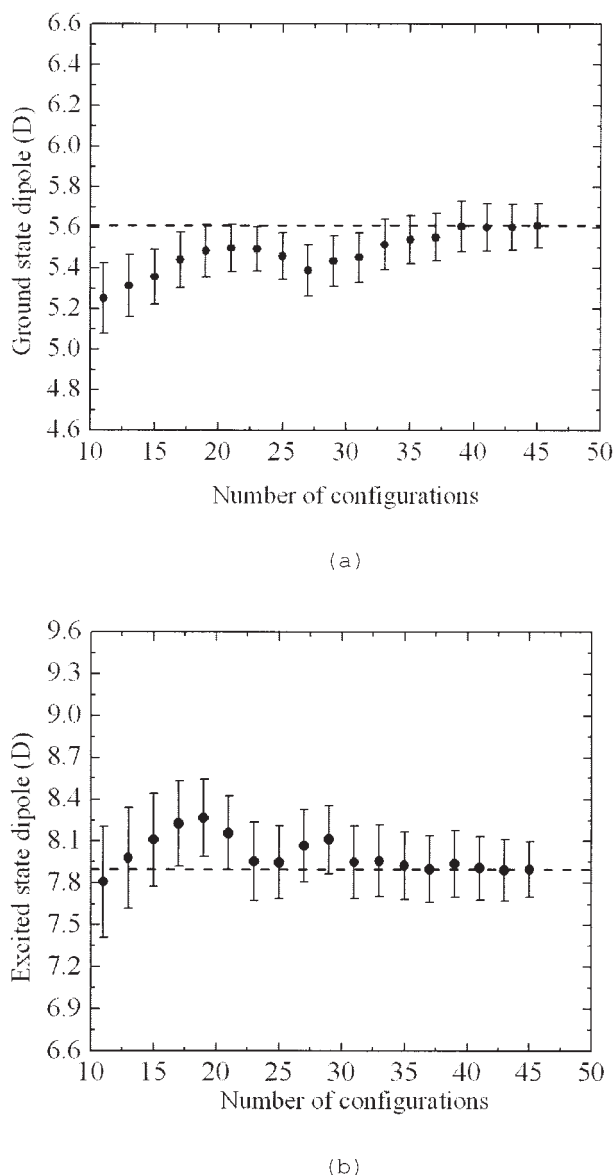 Ground state dipole (D)
6.6
6.4
6.2
6.0
5.8
5.6
5.4
5.2
5.0
4.8
4.6
10 15 20 25 30 35 40 45 50
Number of configurations
(a)
Excited state dipole (D)
9.6
9.3
9.0
8.7
8.4
8.1
7.8
7.5
7.2
6.9
6.6
10 15 20 25 30 35 40 45 50
Number of configurations
(b)